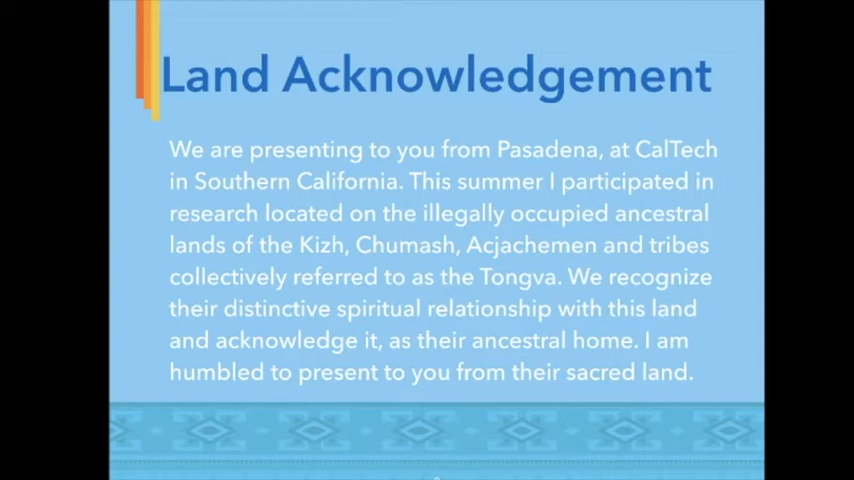 Land Acknowledgement
We are presenting to you from Pasadena, at CalTech
in Southern California. This summer I participated in
research located on the illegally occupied ancestral
lands of the Kizh, Chumash, Acjachemen and tribes
collectively referred to as the Tongva. We recognize
their distinctive spiritual relationship with this land
and acknowledge it, as their ancestral home. I am
humbled to present to you from their sacred land.